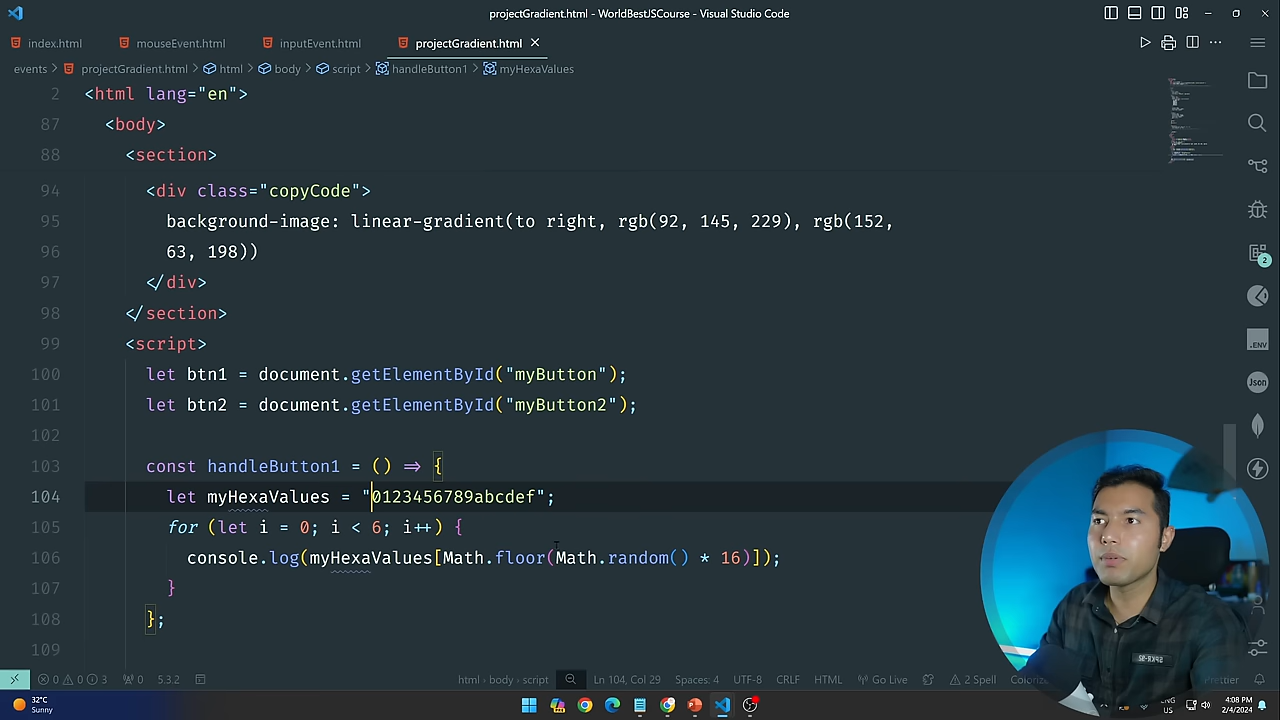 projectGradient.html - WorldBestJSCourse - Visual Studio Code
index.html mouseEvent.html inputEvent.html projectGradient.html
events > projectGradient.html > html > body > script > handleButton1 > myHexaValues
2 <html lang="en">
87 <body>
88 <section>
94 <div class="copyCode">
95 background-image: linear-gradient(to right, rgb(92, 145, 229), rgb(152,
96 63, 198))
97 </div>
98 </section>
99 <script>
100 let btn1 = document.getElementById("myButton");
101 let btn2 = document.getElementById("myButton2");
102
103 const handleButton1 = () => {
104 let myHexaValues = "0123456789abcdef";
105 for (let i = 0; i < 6; i++) {
106 console.log(myHexaValues[Math.floor(Math.random() * 16)]);
107 }
108 };
109
2
.ENV
Json
0 0 3 0 5.3.2 html > body > script Ln 104, Col 29 Spaces: 4 UTF-8 CRLF HTML Go Live 2 Spell
32°C
Sunny
ENG
US
4:08 PM
2/4/2024